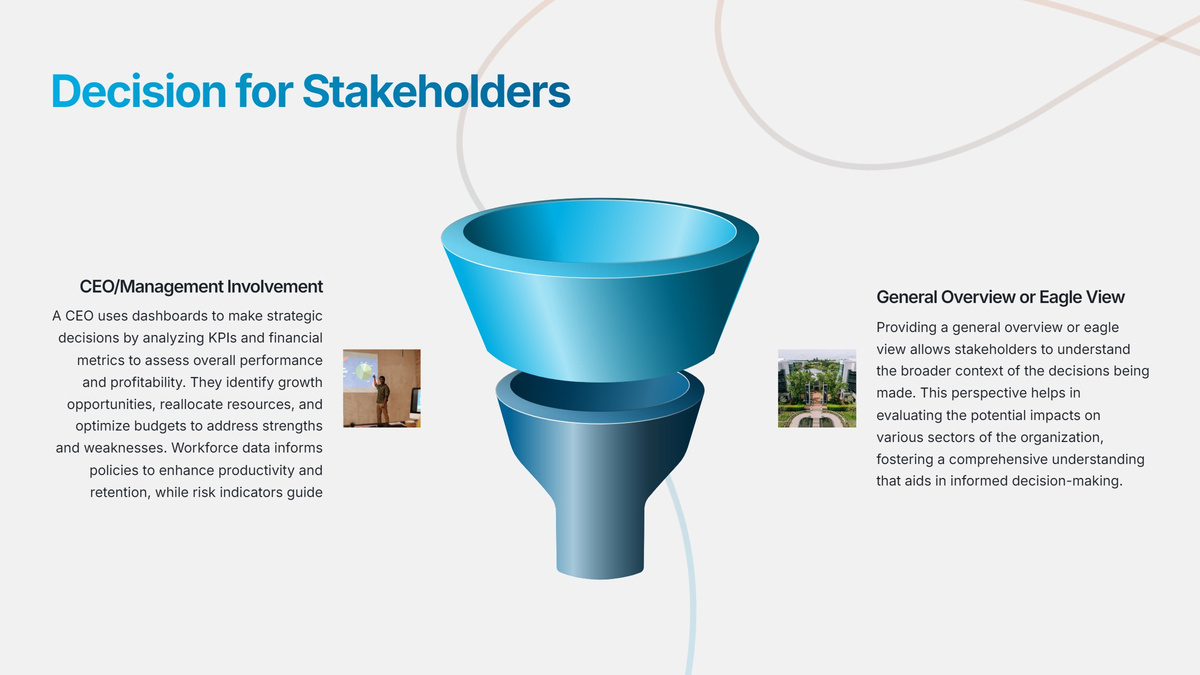 Decision for Stakeholders
CEO/Management Involvement
A CEO uses dashboards to make strategic
decisions by analyzing KPIs and financial
metrics to assess overall performance
and profitability. They identify growth
opportunities, reallocate resources, and
optimize budgets to address strengths
and weaknesses. Workforce data informs
policies to enhance productivity and
retention, while risk indicators guide
General Overview or Eagle View
Providing a general overview or eagle
view allows stakeholders to understand
the broader context of the decisions being
made. This perspective helps in
evaluating the potential impacts on
various sectors of the organization,
fostering a comprehensive understanding
that aids in informed decision-making.